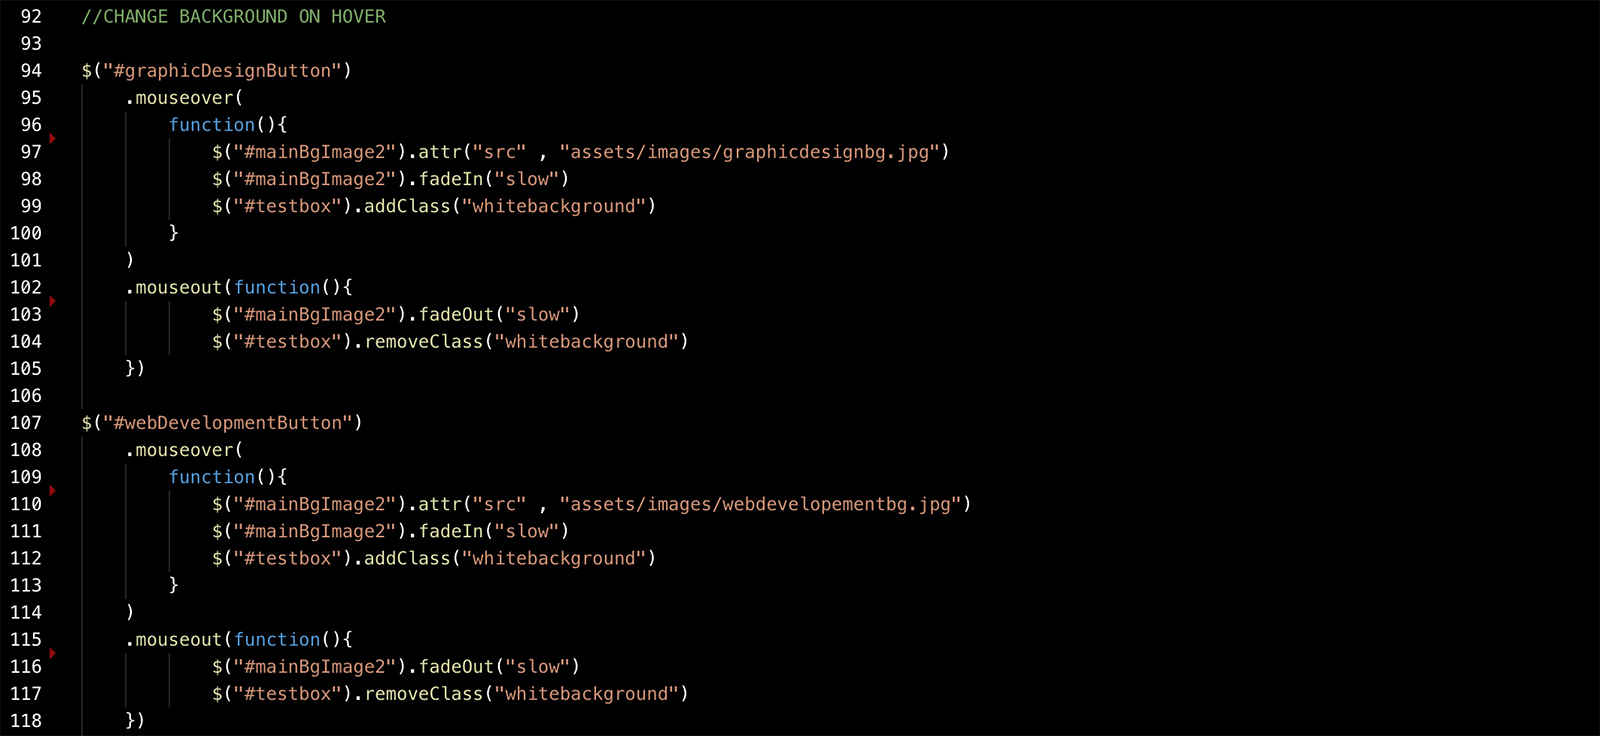 92 //CHANGE BACKGROUND ON HOVER
93
94 $("#graphicDesignButton")
95     .mouseover(
96         function(){
97             $("#mainBgImage2").attr("src" , "assets/images/graphicdesignbg.jpg")
98             $("#mainBgImage2").fadeIn("slow")
99             $("#testbox").addClass("whitebackground")
100         }
101     )
102     .mouseout(function(){
103             $("#mainBgImage2").fadeOut("slow")
104             $("#testbox").removeClass("whitebackground")
105     })
106
107 $("#webDevelopmentButton")
108     .mouseover(
109         function(){
110             $("#mainBgImage2").attr("src" , "assets/images/webdevelopementbg.jpg")
111             $("#mainBgImage2").fadeIn("slow")
112             $("#testbox").addClass("whitebackground")
113         }
114     )
115     .mouseout(function(){
116             $("#mainBgImage2").fadeOut("slow")
117             $("#testbox").removeClass("whitebackground")
118     })